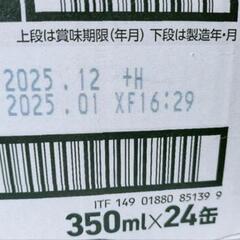 上段は賞味期限(年月) 下段は製造年・月
2025.12 +H
2025.01 XF16:29
ITF 149 01880 85139 9
350ml×24缶